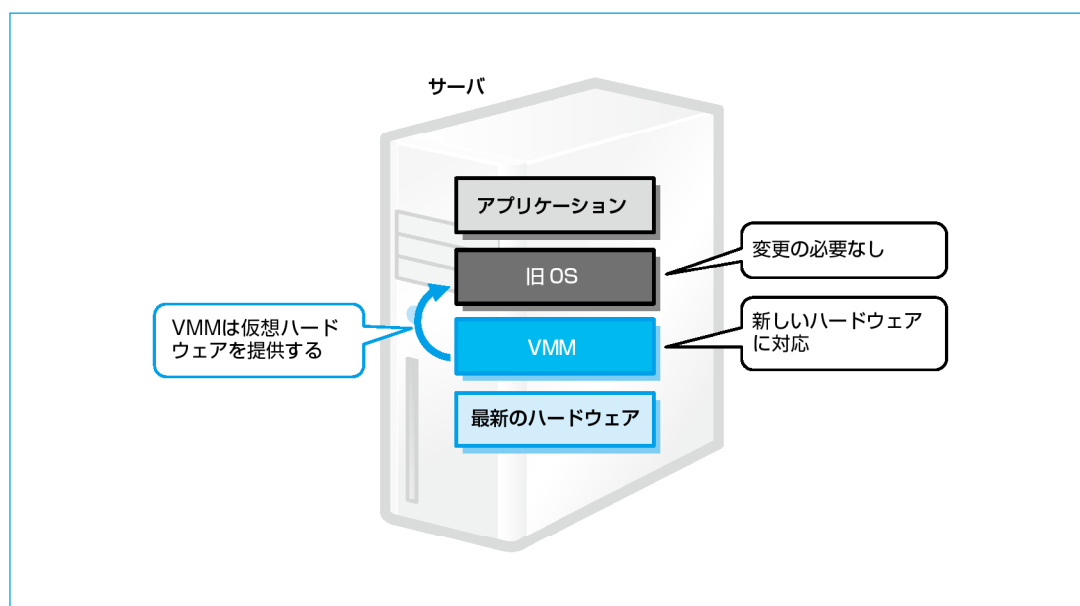 サーバ
アプリケーション
旧OS
変更の必要なし
VMMは仮想ハード
ウェアを提供する
VMM
新しいハードウェア
に対応
最新のハードウェア